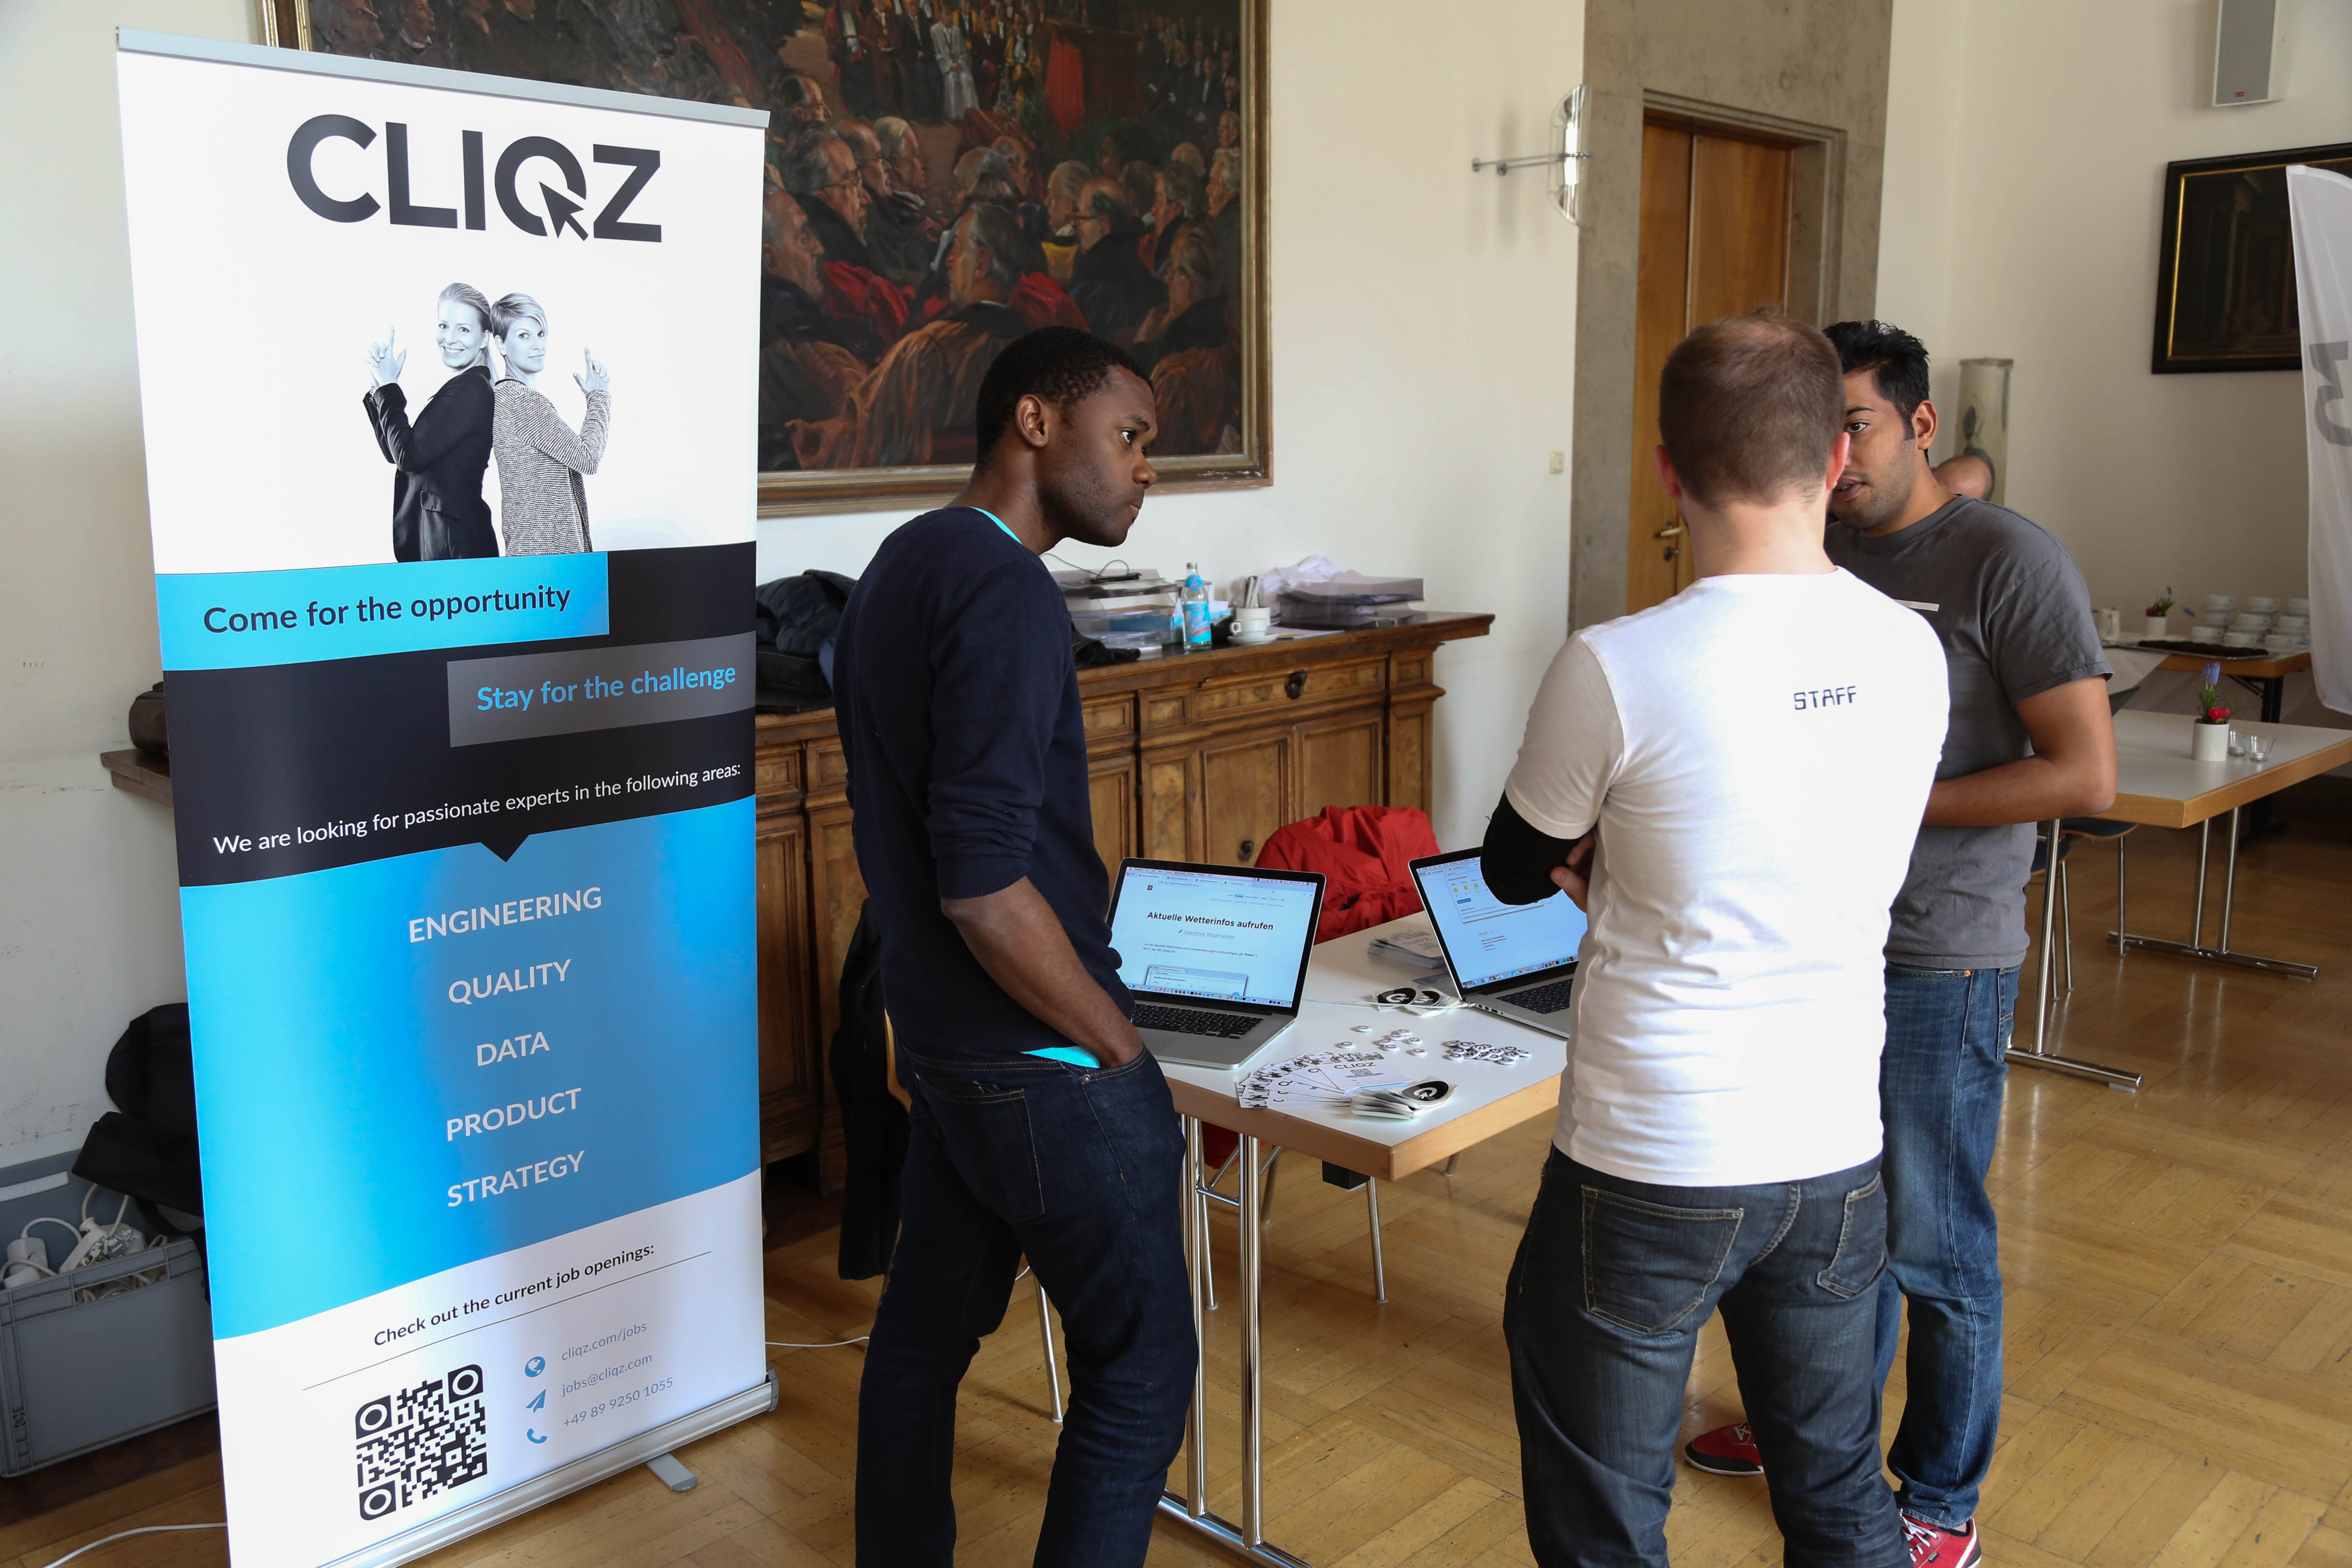 CLIQZ
Come for the opportunity
Stay for the challenge
We are looking for passionate experts in the following areas:
ENGINEERING
QUALITY
DATA
PRODUCT
STRATEGY
Check out the current job openings:
cliqz.com/jobs
jobs@cliqz.com
+49 89 9250 1055
Aktuelle Wetterinfos aufrufen
CLIQZ
STAFF